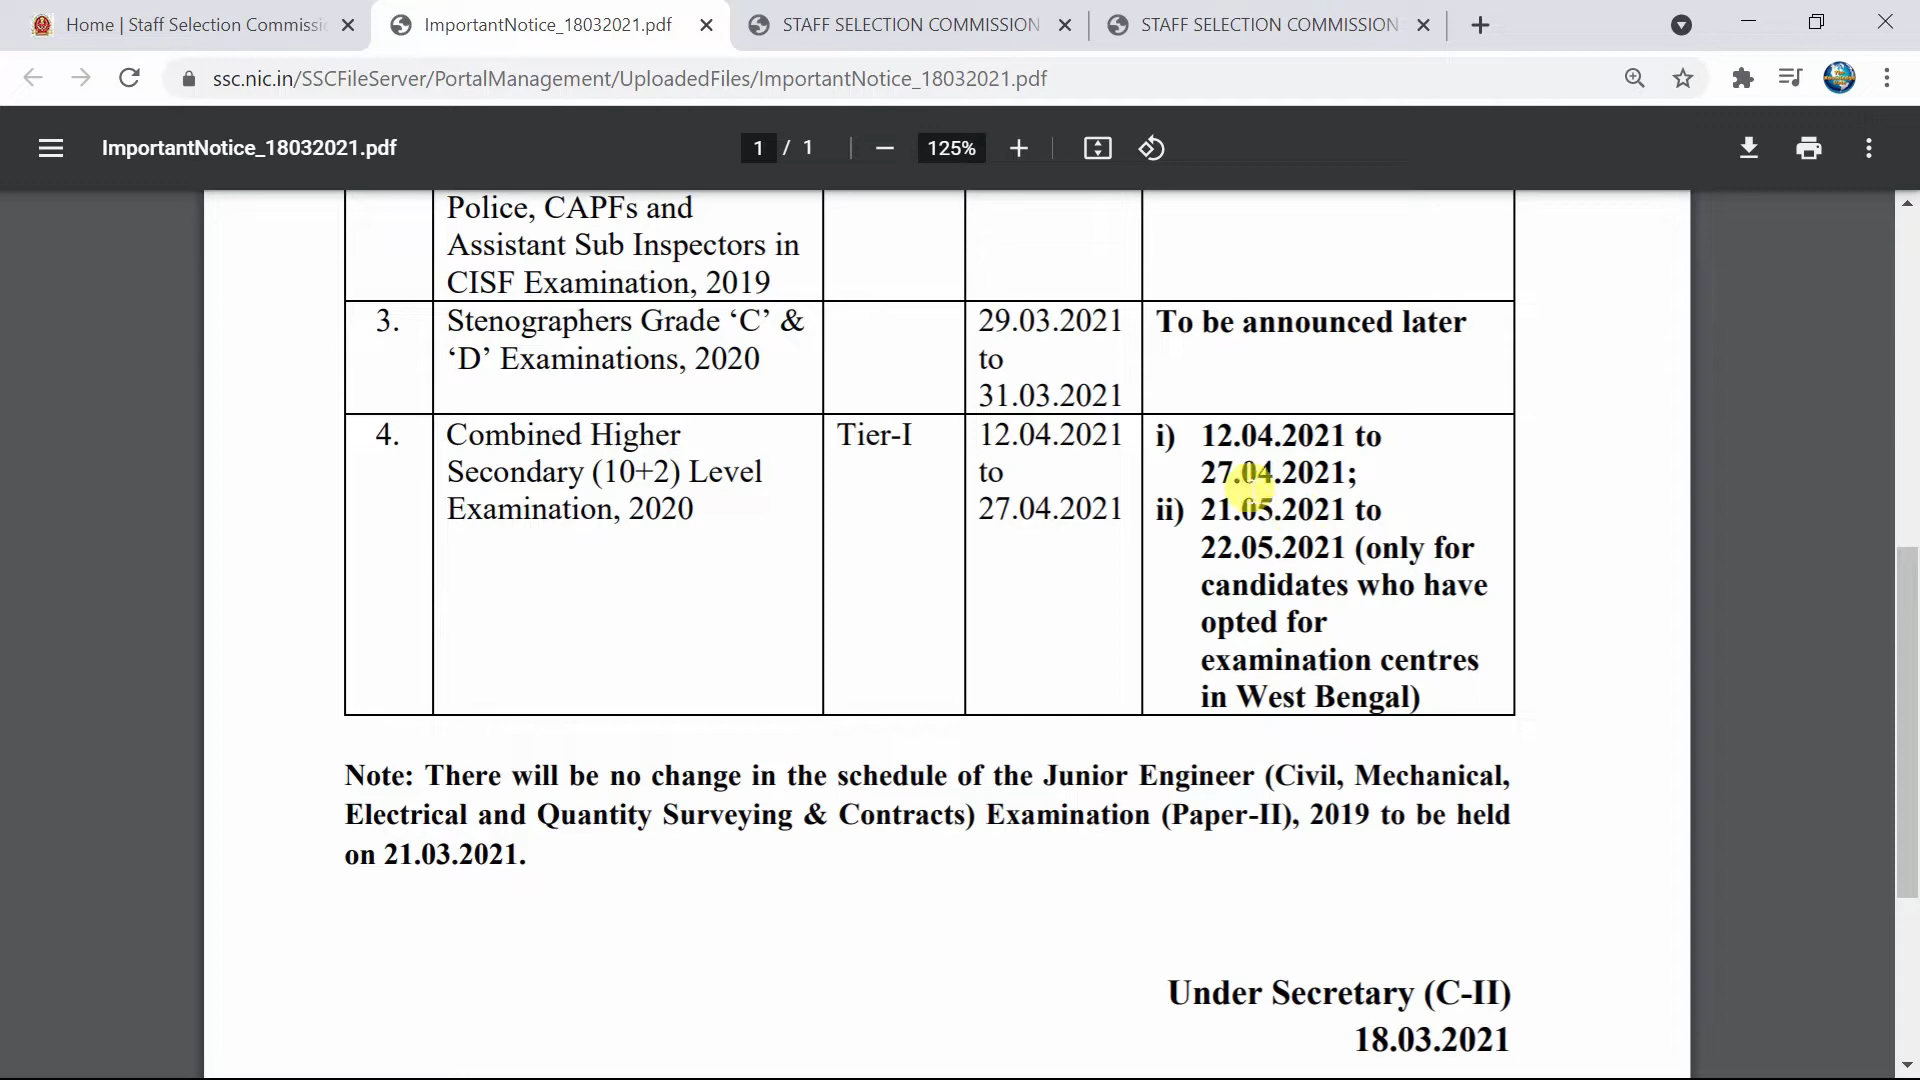 Home | Staff Selection Commissi
ImportantNotice_18032021.pdf
STAFF SELECTION COMMISSION
STAFF SELECTION COMMISSION
ssc.nic.in/SSCFileServer/PortalManagement/UploadedFiles/ImportantNotice_18032021.pdf
ImportantNotice_18032021.pdf
1 / 1
125%
Police, CAPFs and
Assistant Sub Inspectors in
CISF Examination, 2019
3.
Stenographers Grade ‘C’ &
‘D’ Examinations, 2020
29.03.2021
to
31.03.2021
To be announced later
4.
Combined Higher
Secondary (10+2) Level
Examination, 2020
Tier-I
12.04.2021
to
27.04.2021
i) 12.04.2021 to
27.04.2021;
ii) 21.05.2021 to
22.05.2021 (only for
candidates who have
opted for
examination centres
in West Bengal)
Note: There will be no change in the schedule of the Junior Engineer (Civil, Mechanical,
Electrical and Quantity Surveying & Contracts) Examination (Paper-II), 2019 to be held
on 21.03.2021.
Under Secretary (C-II)
18.03.2021